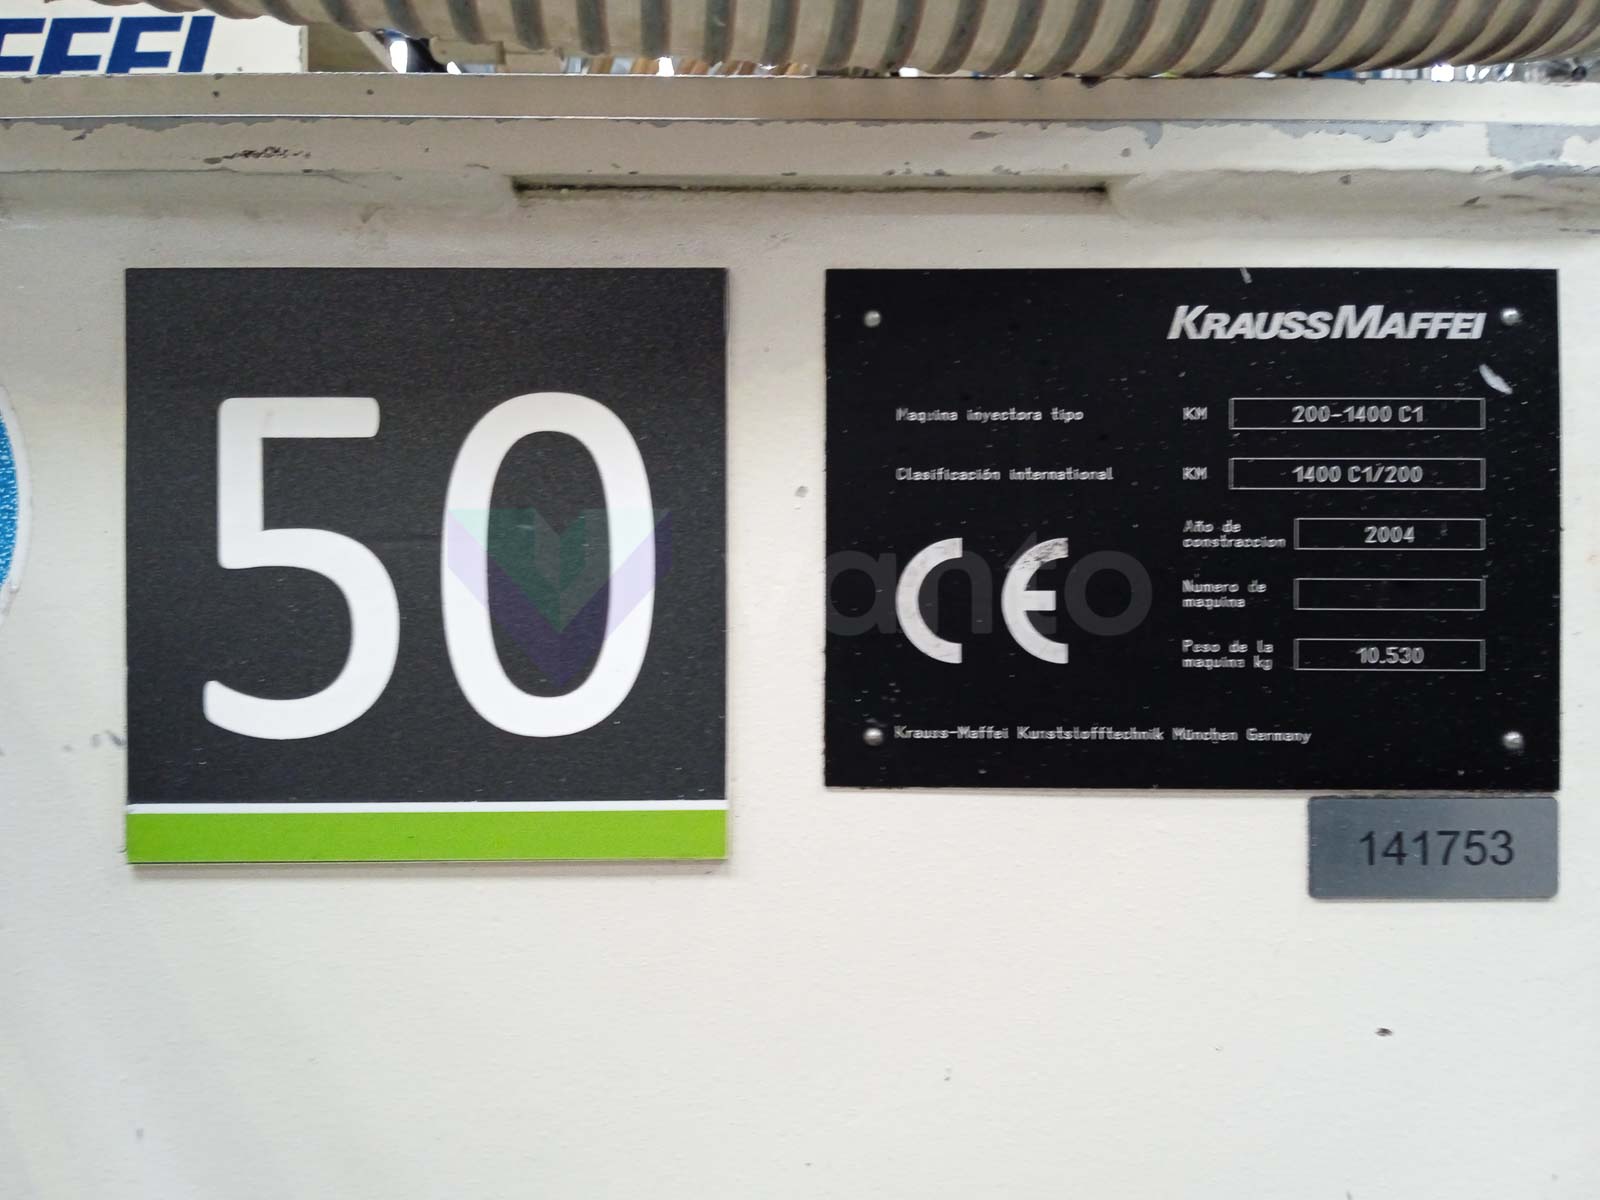 FFEI
50
KRAUSSMAFFEI
Maquina inyectora tipo KM 200-1400 C1
Clasificación international KM 1400 C1/200
Año de
construccion 2004
Numero de
maquina
Peso de la
maquina kg 10.530
CE
Krauss-Maffei Kunststofftechnik München Germany
141753